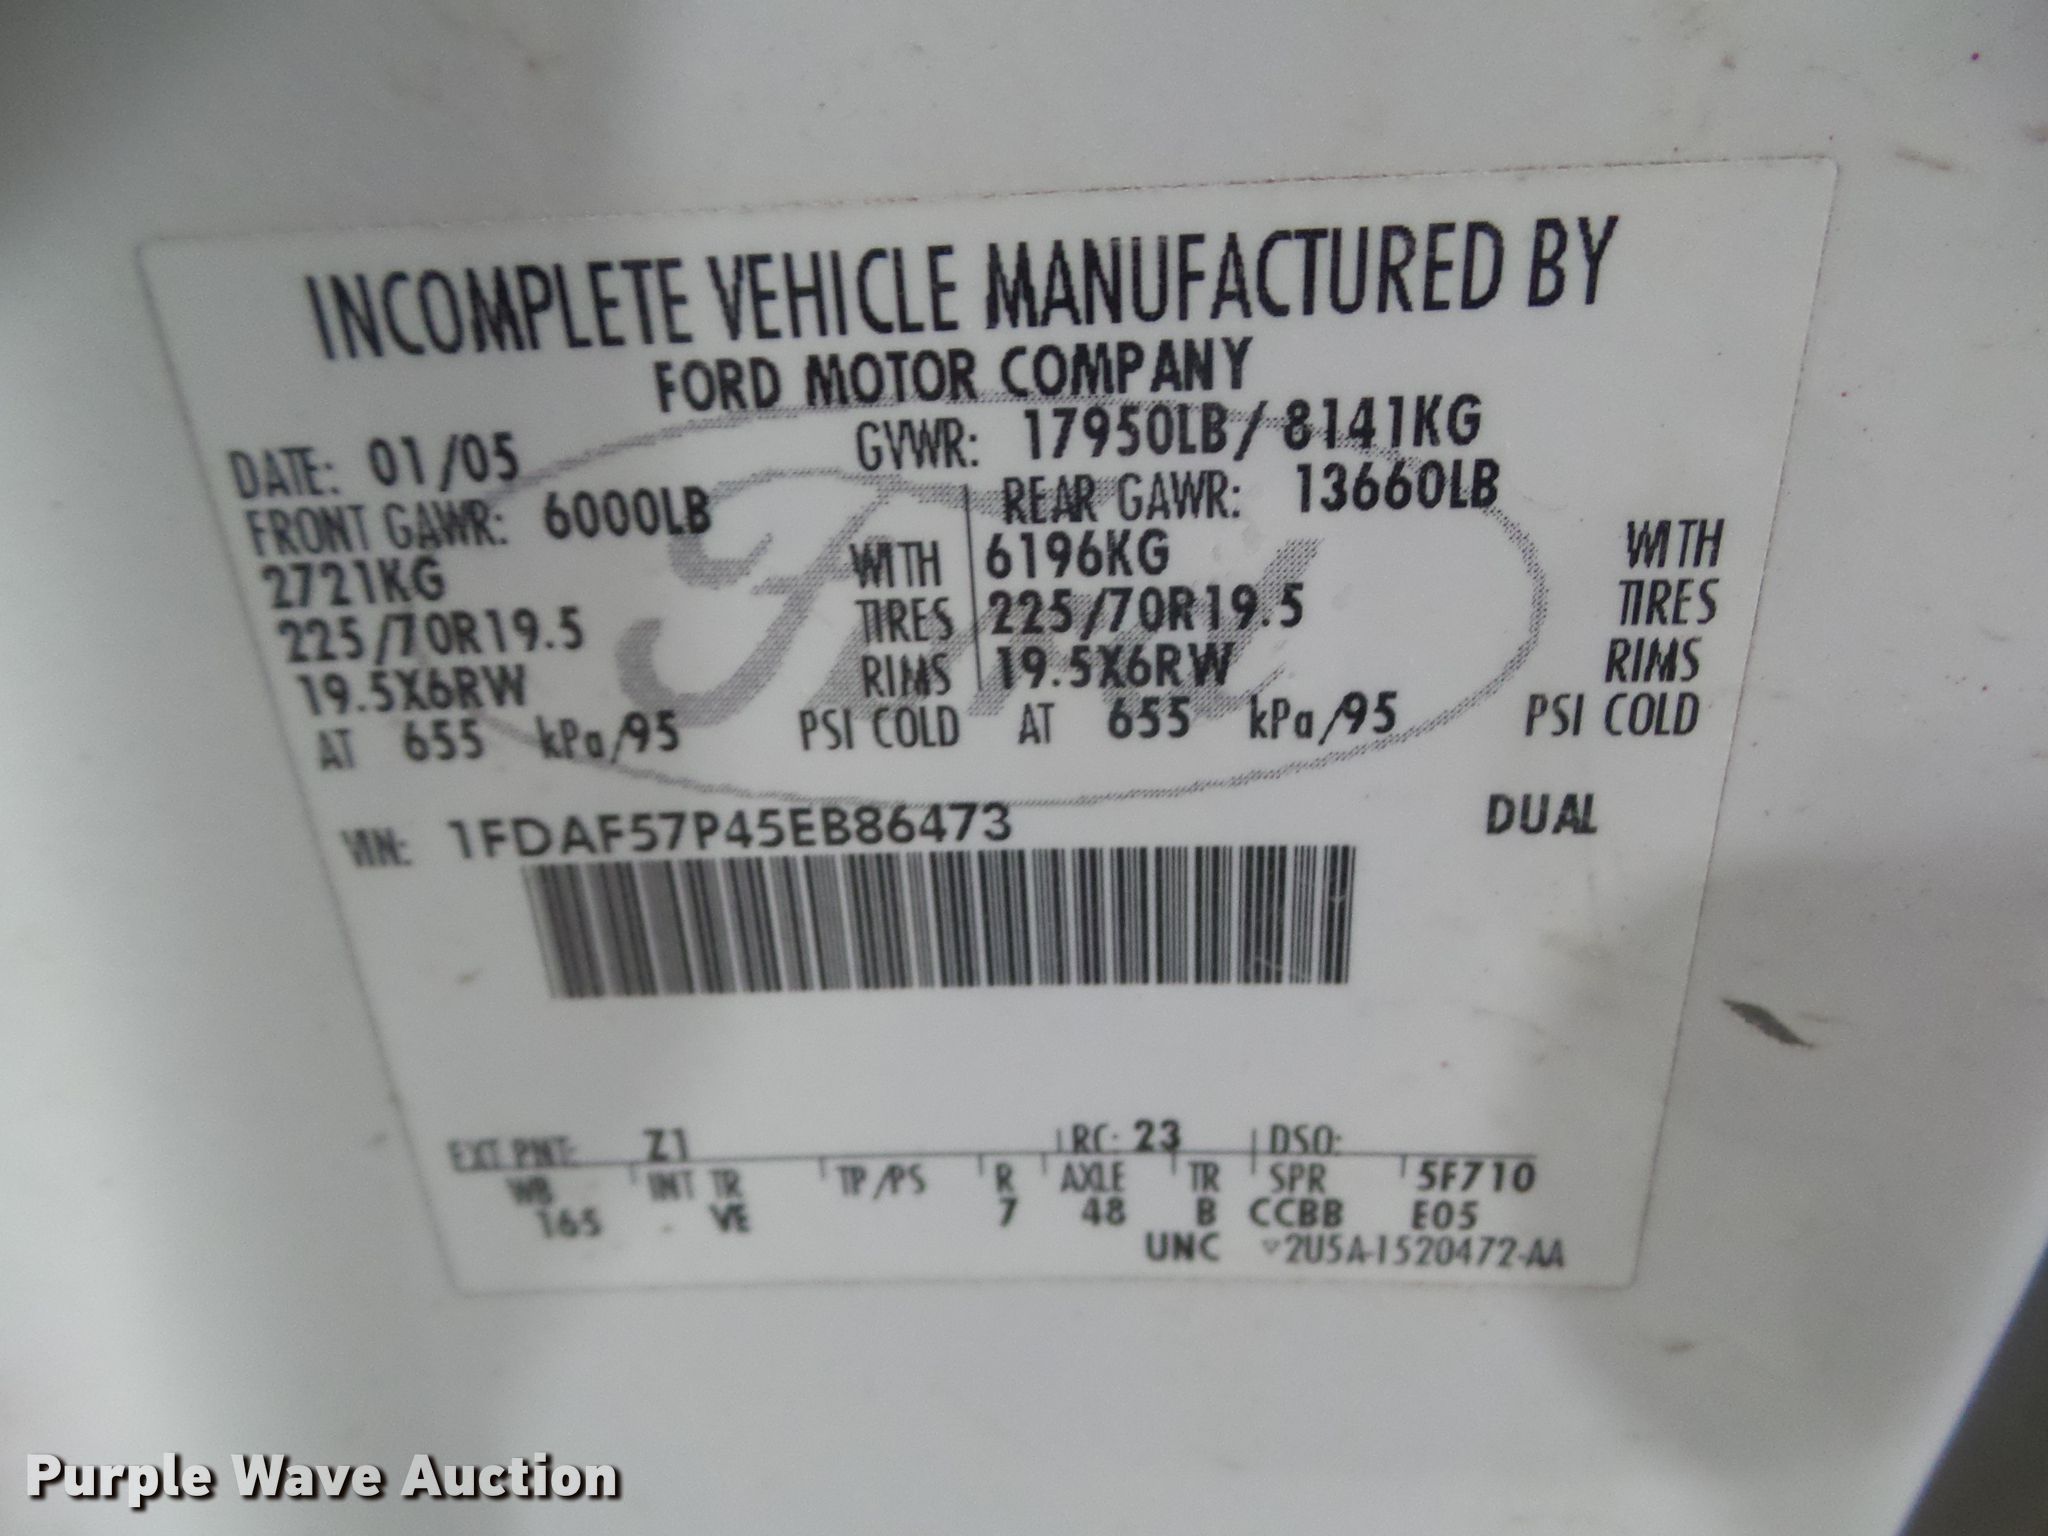 INCOMPLETE VEHICLE MANUFACTURED BY
FORD MOTOR COMPANY
DATE: 01/05 GVWR: 17950LB/ 8141KG
FRONT GAWR: 6000LB REAR GAWR: 13660LB
2721KG WITH 6196KG WITH
225/70R19.5 TIRES 225/70R19.5 TIRES
19.5X6RW RIMS 19.5X6RW RIMS
AT 655 kPa/95 PSI COLD AT 655 kPa/95 PSI COLD
VIN: 1FDAF57P45EB86473 DUAL
EXT PNT: Z1 RC: 23 DSO:
WB INT TR TP/PS R AXLE TR SPR 5F710
165 VE 7 48 B CCBB E05
UNC ▽2U5A-1520472-AA
Purple Wave Auction